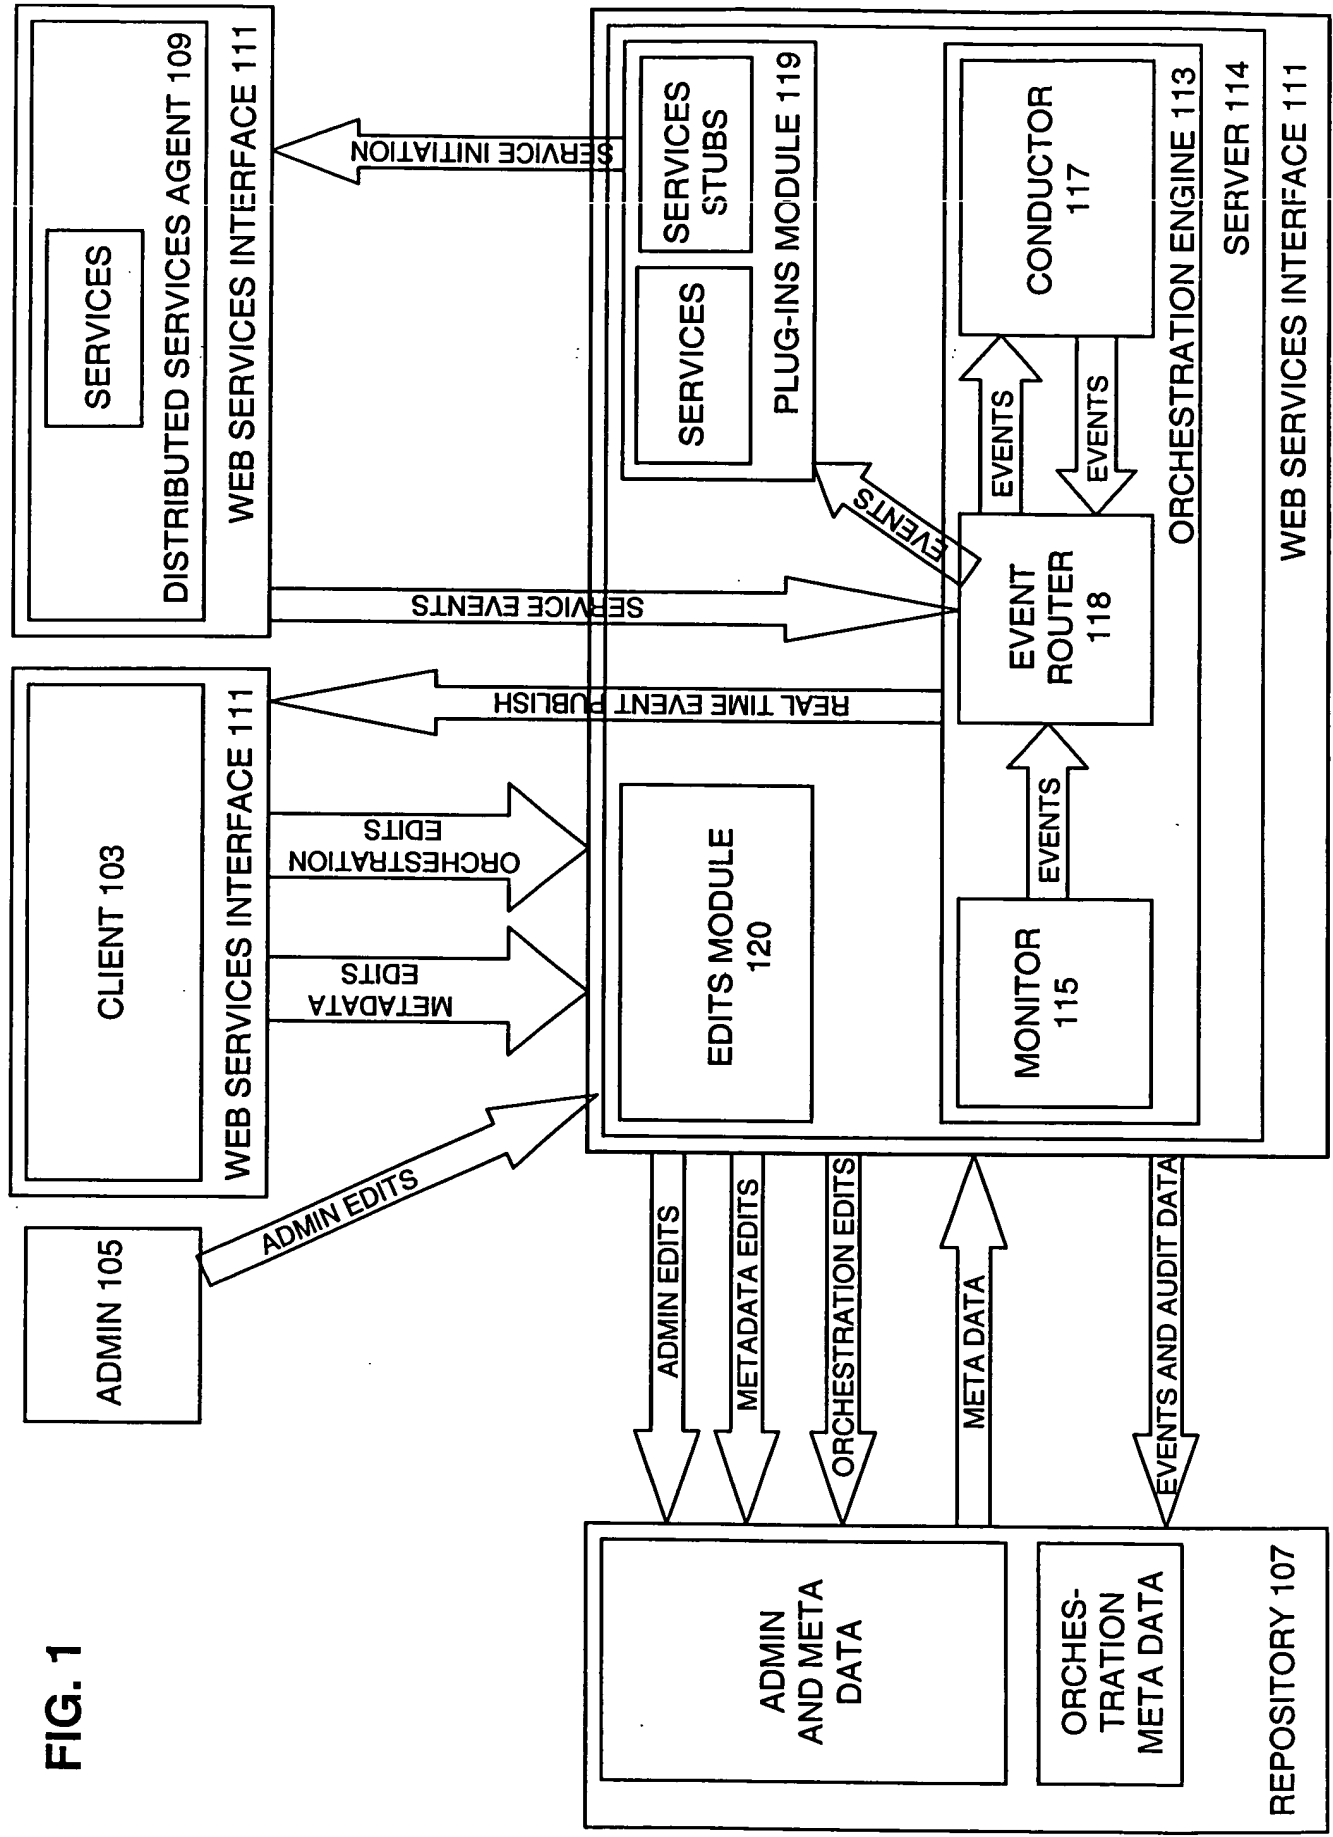 FIG. 1
ADMIN 105
CLIENT 103
WEB SERVICES INTERFACE 111
SERVICES
DISTRIBUTED SERVICES AGENT 109
WEB SERVICES INTERFACE 111
ADMIN EDITS
METADATA
EDITS
ORCHESTRATION
EDITS
REAL TIME EVENT PUBLISH
SERVICE EVENTS
SERVICE INITIATION
ADMIN
AND META
DATA
ORCHES-
TRATION
META DATA
REPOSITORY 107
ADMIN EDITS
METADATA EDITS
ORCHESTRATION EDITS
META DATA
EVENTS AND AUDIT DATA
EDITS MODULE
120
SERVICES
SERVICES
STUBS
PLUG-INS MODULE 119
EVENTS
MONITOR
115
EVENTS
EVENT
ROUTER
118
EVENTS
EVENTS
CONDUCTOR
117
ORCHESTRATION ENGINE 113
SERVER 114
WEB SERVICES INTERFACE 111